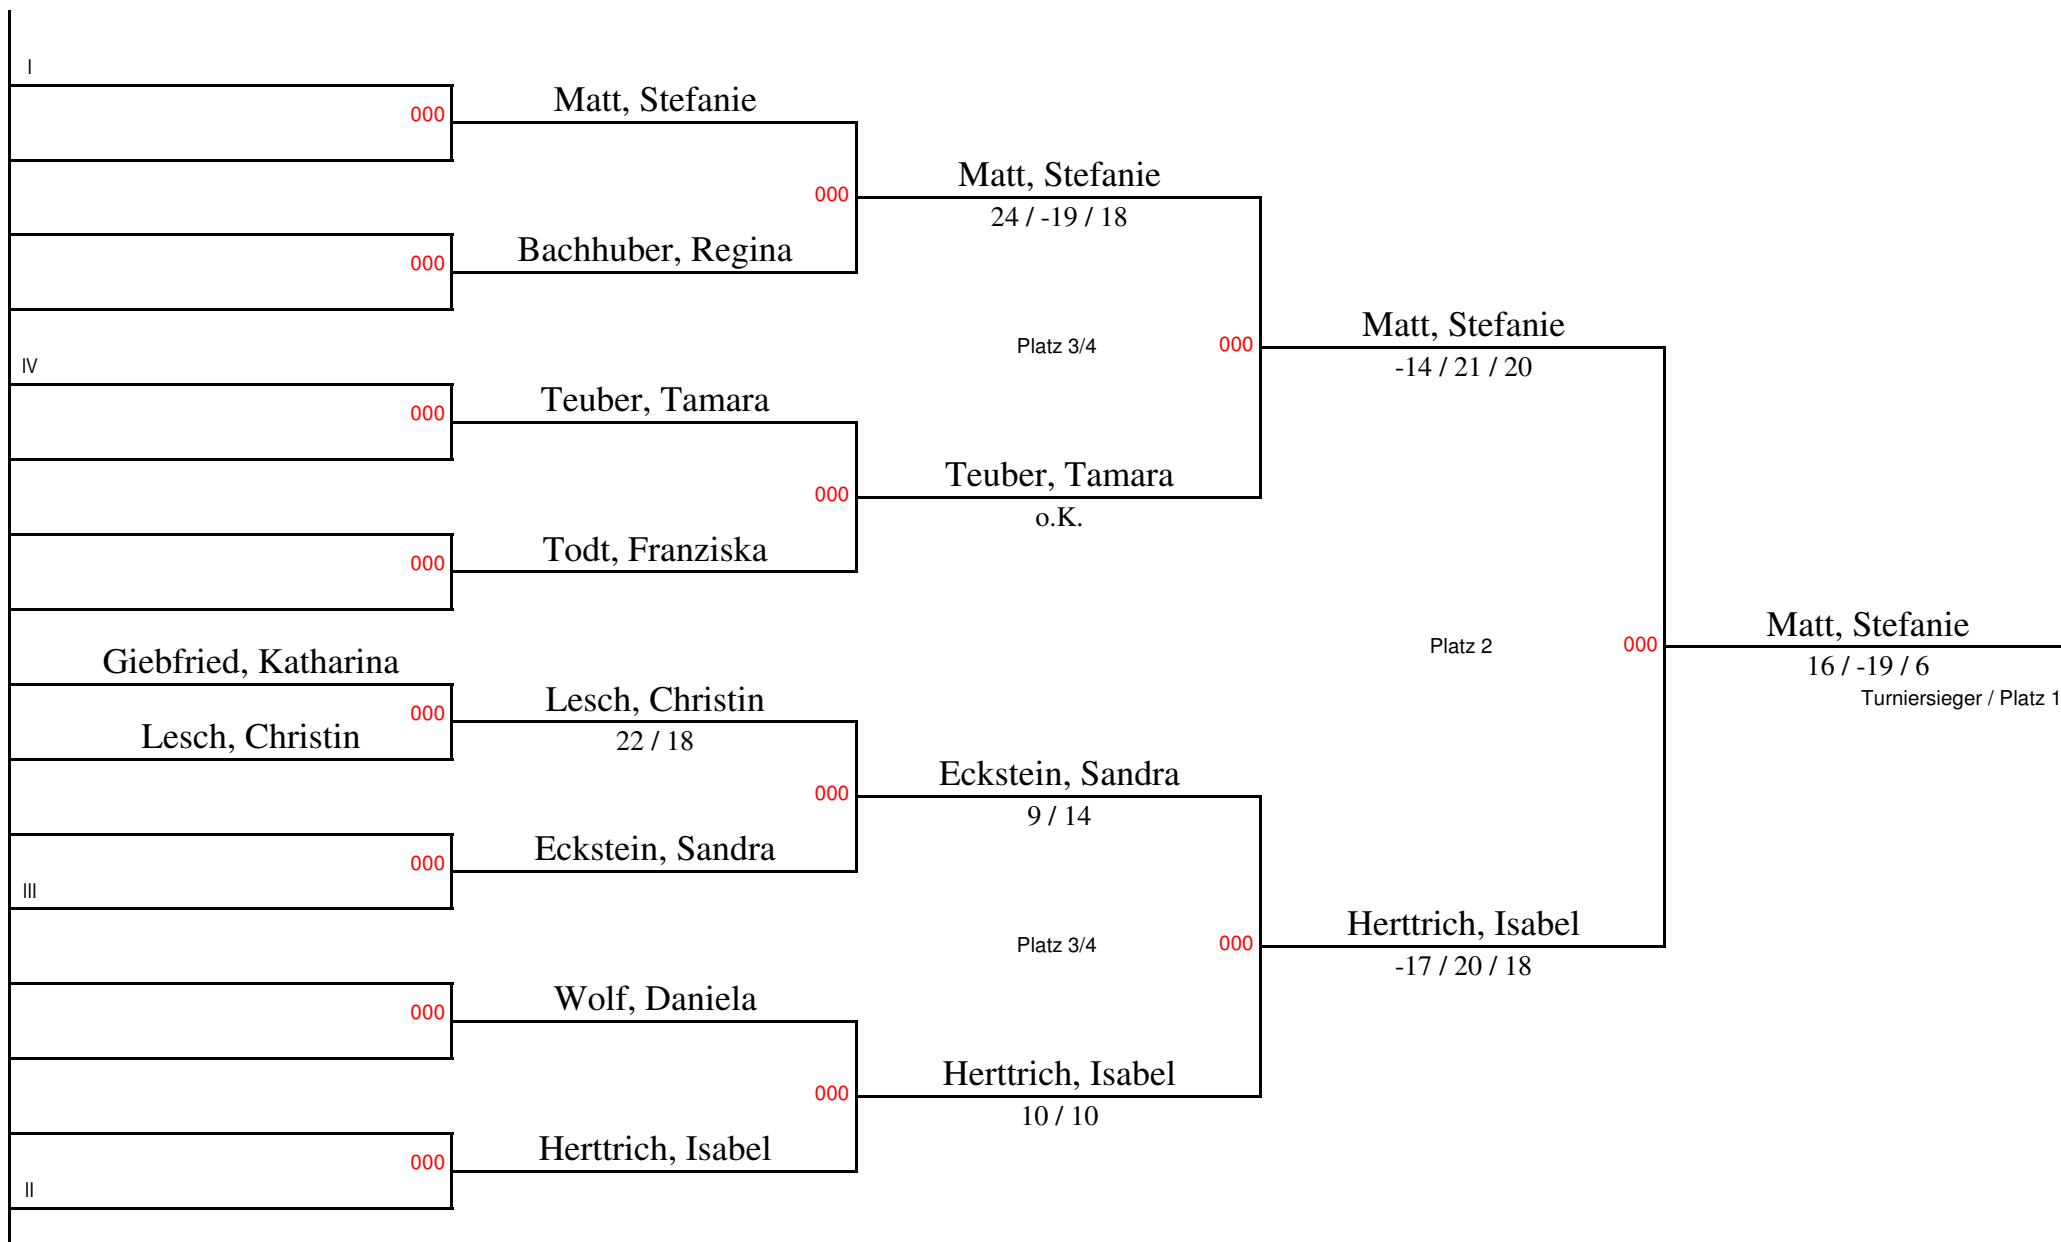 I
000
Matt, Stefanie
000
Matt, Stefanie
24 / -19 / 18
000
Bachhuber, Regina
Platz 3/4
000
Matt, Stefanie
-14 / 21 / 20
IV
000
Teuber, Tamara
000
Teuber, Tamara
o.K.
000
Todt, Franziska
Platz 2
000
Matt, Stefanie
16 / -19 / 6
Turniersieger / Platz 1
Giebfried, Katharina
000
Lesch, Christin
22 / 18
Lesch, Christin
000
Eckstein, Sandra
9 / 14
000
Eckstein, Sandra
III
Platz 3/4
000
Herttrich, Isabel
-17 / 20 / 18
000
Wolf, Daniela
000
Herttrich, Isabel
10 / 10
000
Herttrich, Isabel
II